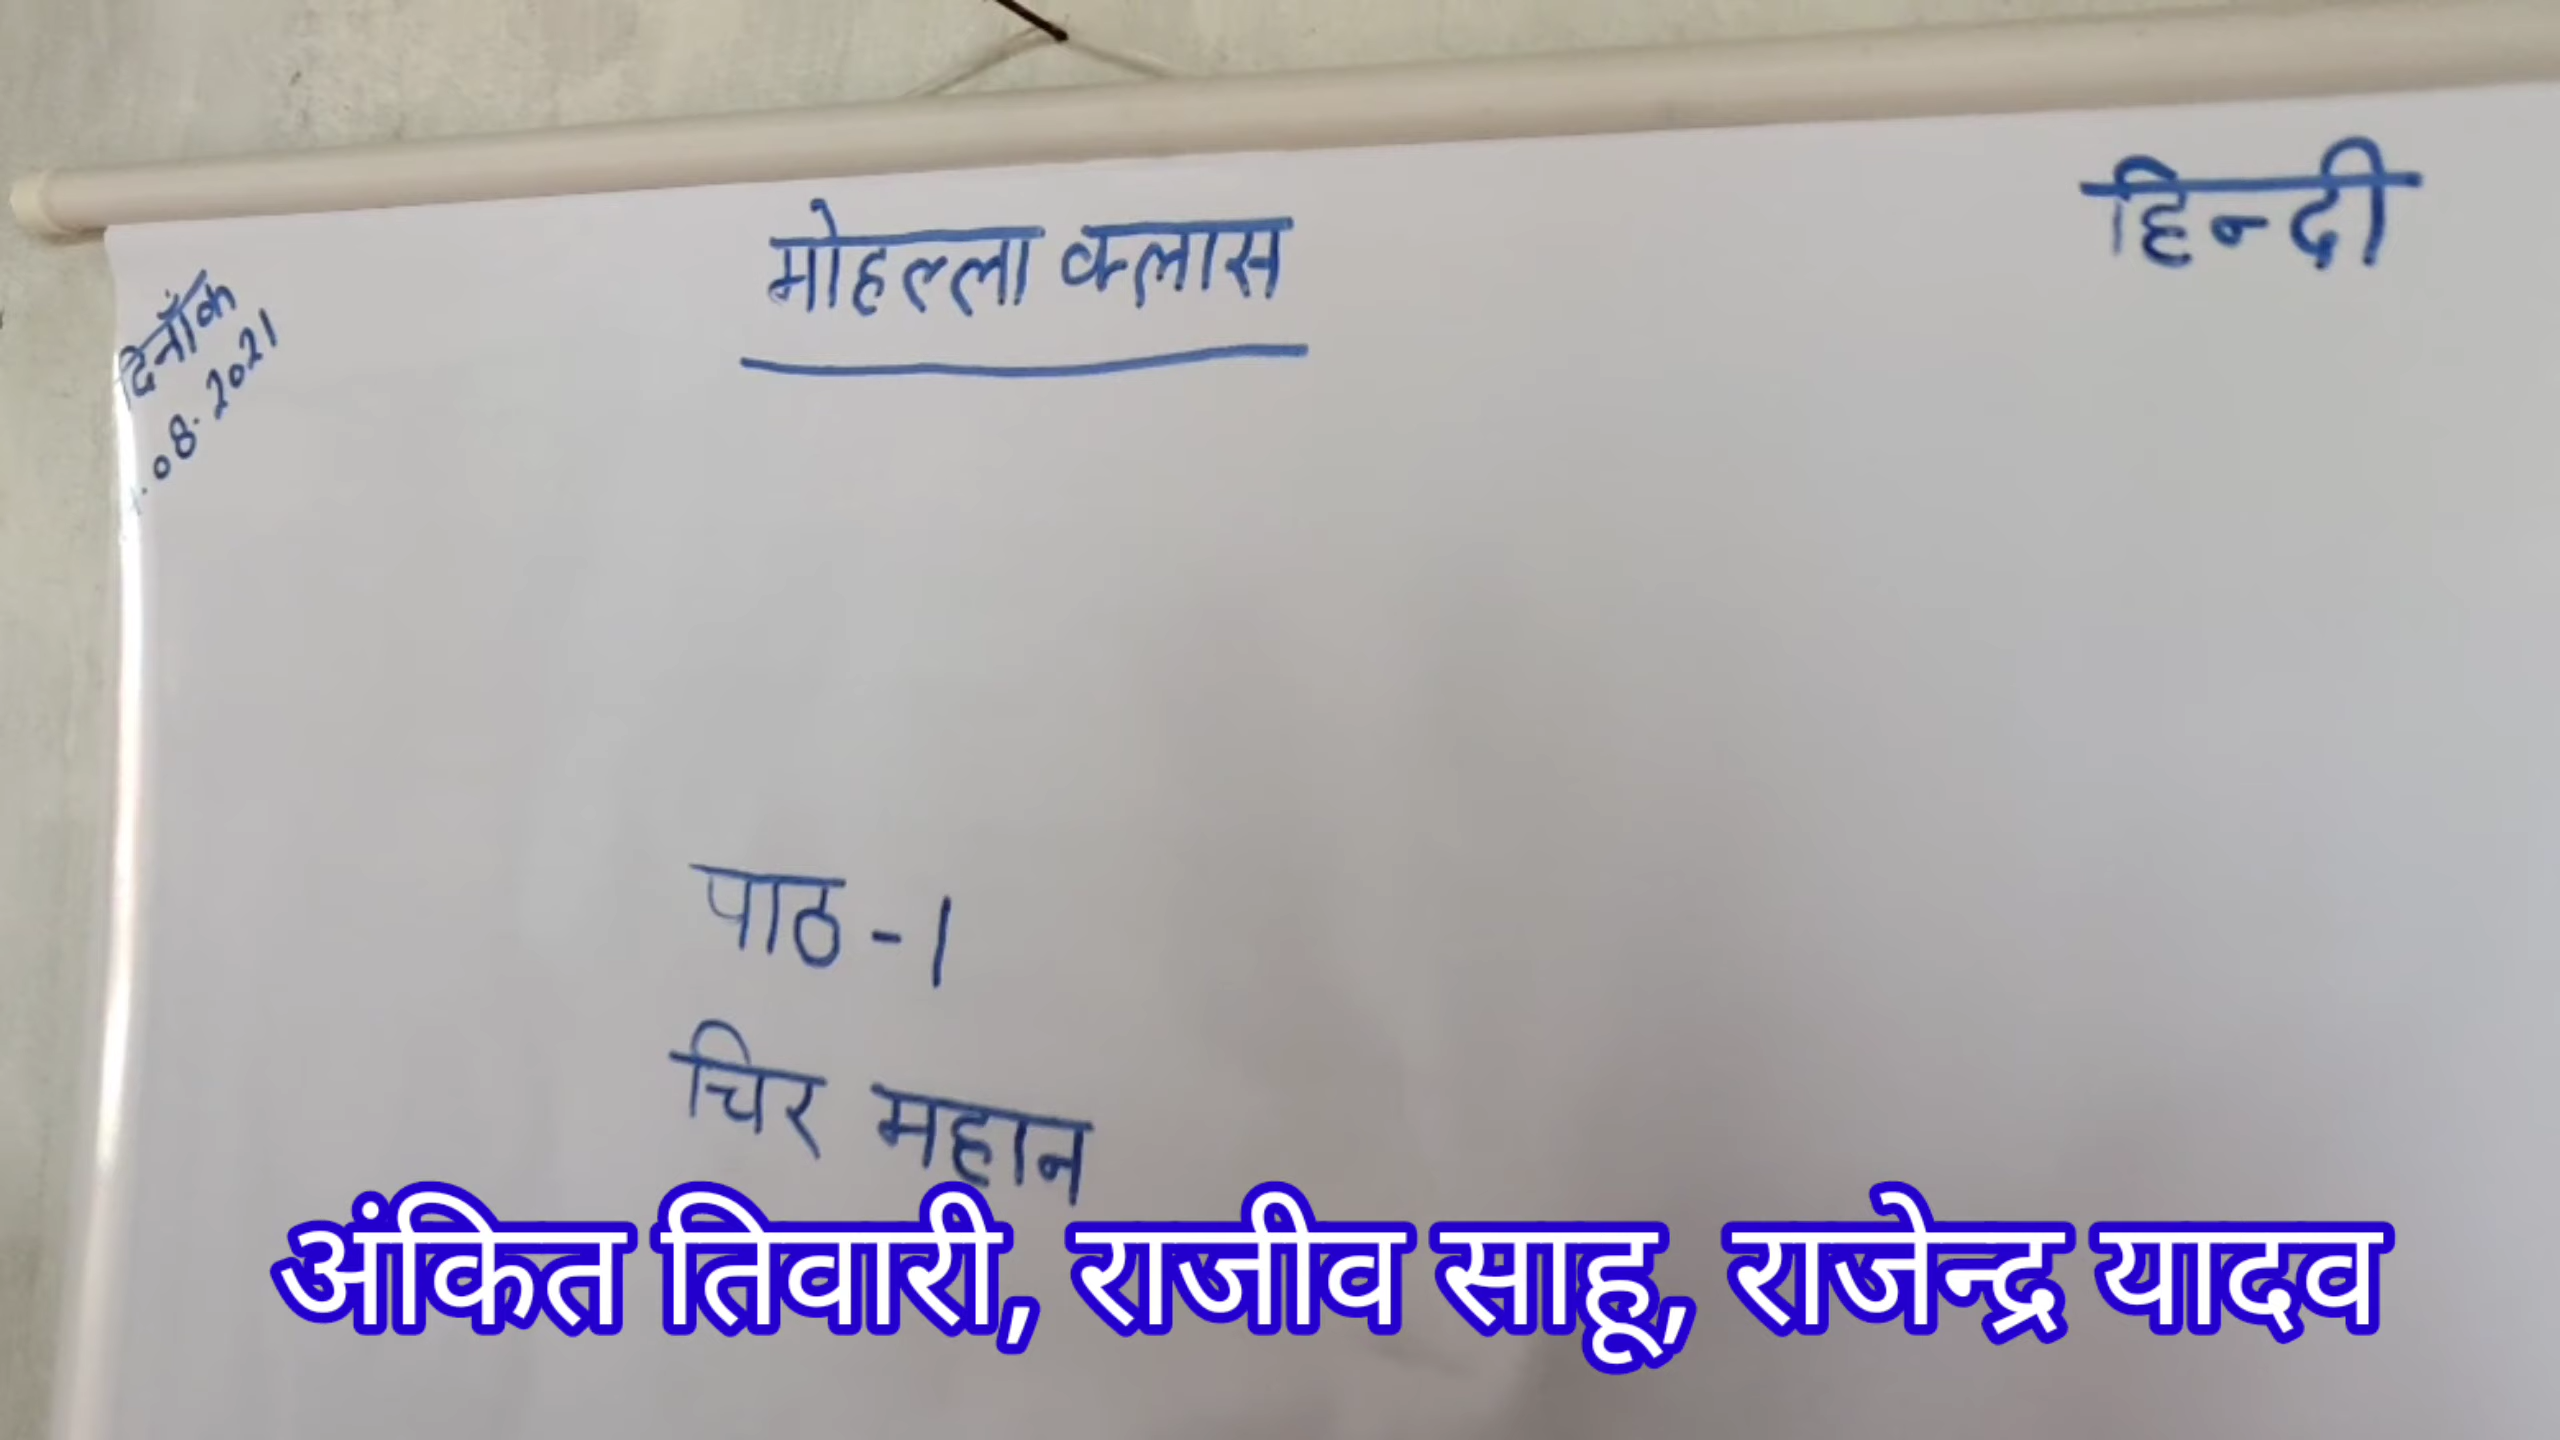 हिन्दी
मोहल्ला क्लास
दिनाँक
.08.2021
पाठ -1
चिर महान
अंकित तिवारी, राजीव साहू, राजेन्द्र यादव